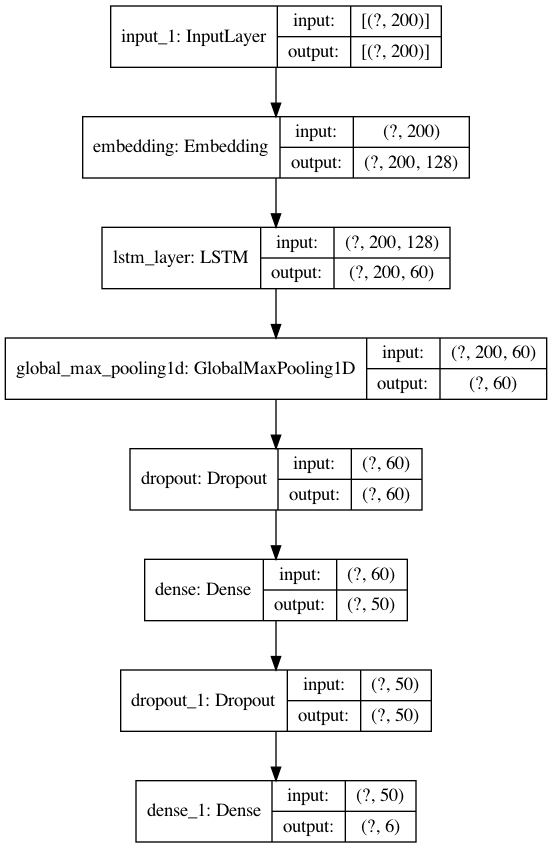 input_1: InputLayer
input: [(?, 200)]
output: [(?, 200)]
embedding: Embedding
input: (?, 200)
output: (?, 200, 128)
lstm_layer: LSTM
input: (?, 200, 128)
output: (?, 200, 60)
global_max_pooling1d: GlobalMaxPooling1D
input: (?, 200, 60)
output: (?, 60)
dropout: Dropout
input: (?, 60)
output: (?, 60)
dense: Dense
input: (?, 60)
output: (?, 50)
dropout_1: Dropout
input: (?, 50)
output: (?, 50)
dense_1: Dense
input: (?, 50)
output: (?, 6)